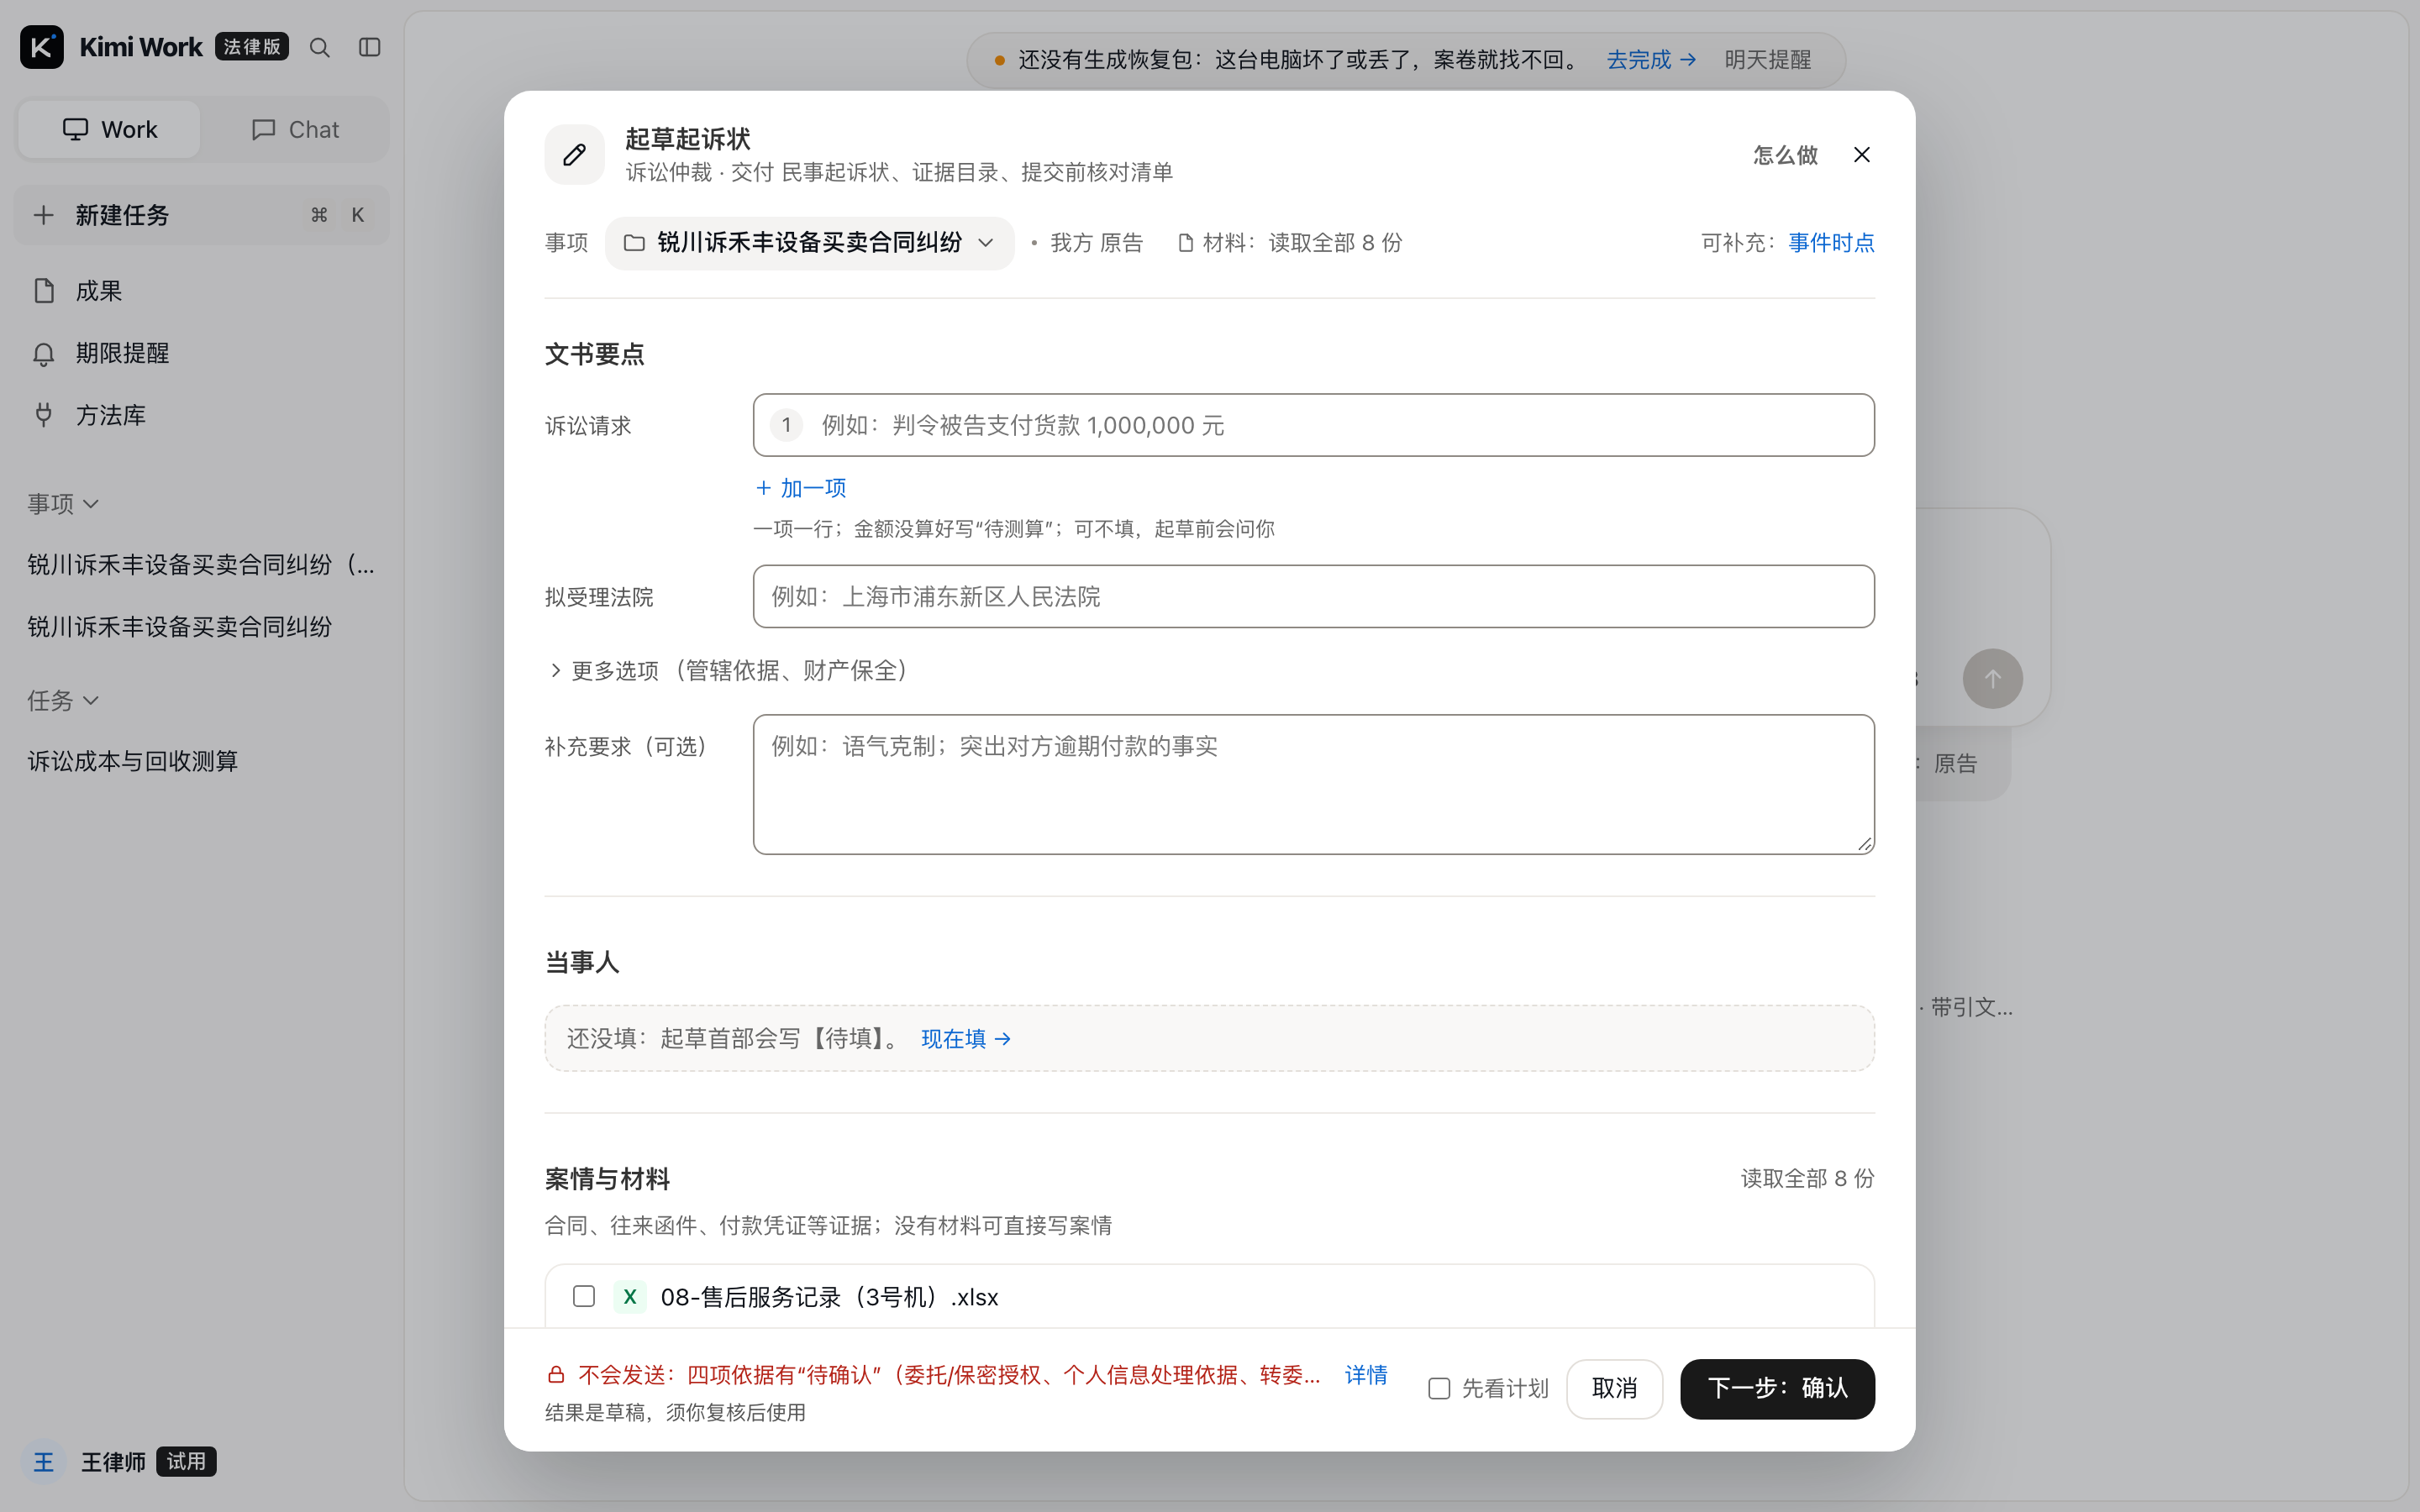 Kimi Work 法律版
Work Chat
新建任务 ⌘ K
成果
期限提醒
方法库
事项
锐川诉禾丰设备买卖合同纠纷（...
锐川诉禾丰设备买卖合同纠纷
任务
诉讼成本与回收测算
王 王律师 试用
还没有生成恢复包：这台电脑坏了或丢了，案卷就找不回。 去完成 → 明天提醒
起草起诉状
诉讼仲裁 · 交付 民事起诉状、证据目录、提交前核对清单
怎么做
事项 锐川诉禾丰设备买卖合同纠纷 • 我方 原告 材料：读取全部 8 份 可补充：事件时点
文书要点
诉讼请求 1 例如：判令被告支付货款 1,000,000 元
+ 加一项
一项一行；金额没算好写“待测算”；可不填，起草前会问你
拟受理法院 例如：上海市浦东新区人民法院
更多选项（管辖依据、财产保全）
补充要求（可选） 例如：语气克制；突出对方逾期付款的事实
当事人
还没填：起草首部会写【待填】。 现在填 →
案情与材料 读取全部 8 份
合同、往来函件、付款凭证等证据；没有材料可直接写案情
X 08-售后服务记录（3号机）.xlsx
不会发送：四项依据有“待确认”（委托/保密授权、个人信息处理依据、转委... 详情
结果是草稿，须你复核后使用
先看计划 取消 下一步：确认
：原告
· 带引文...